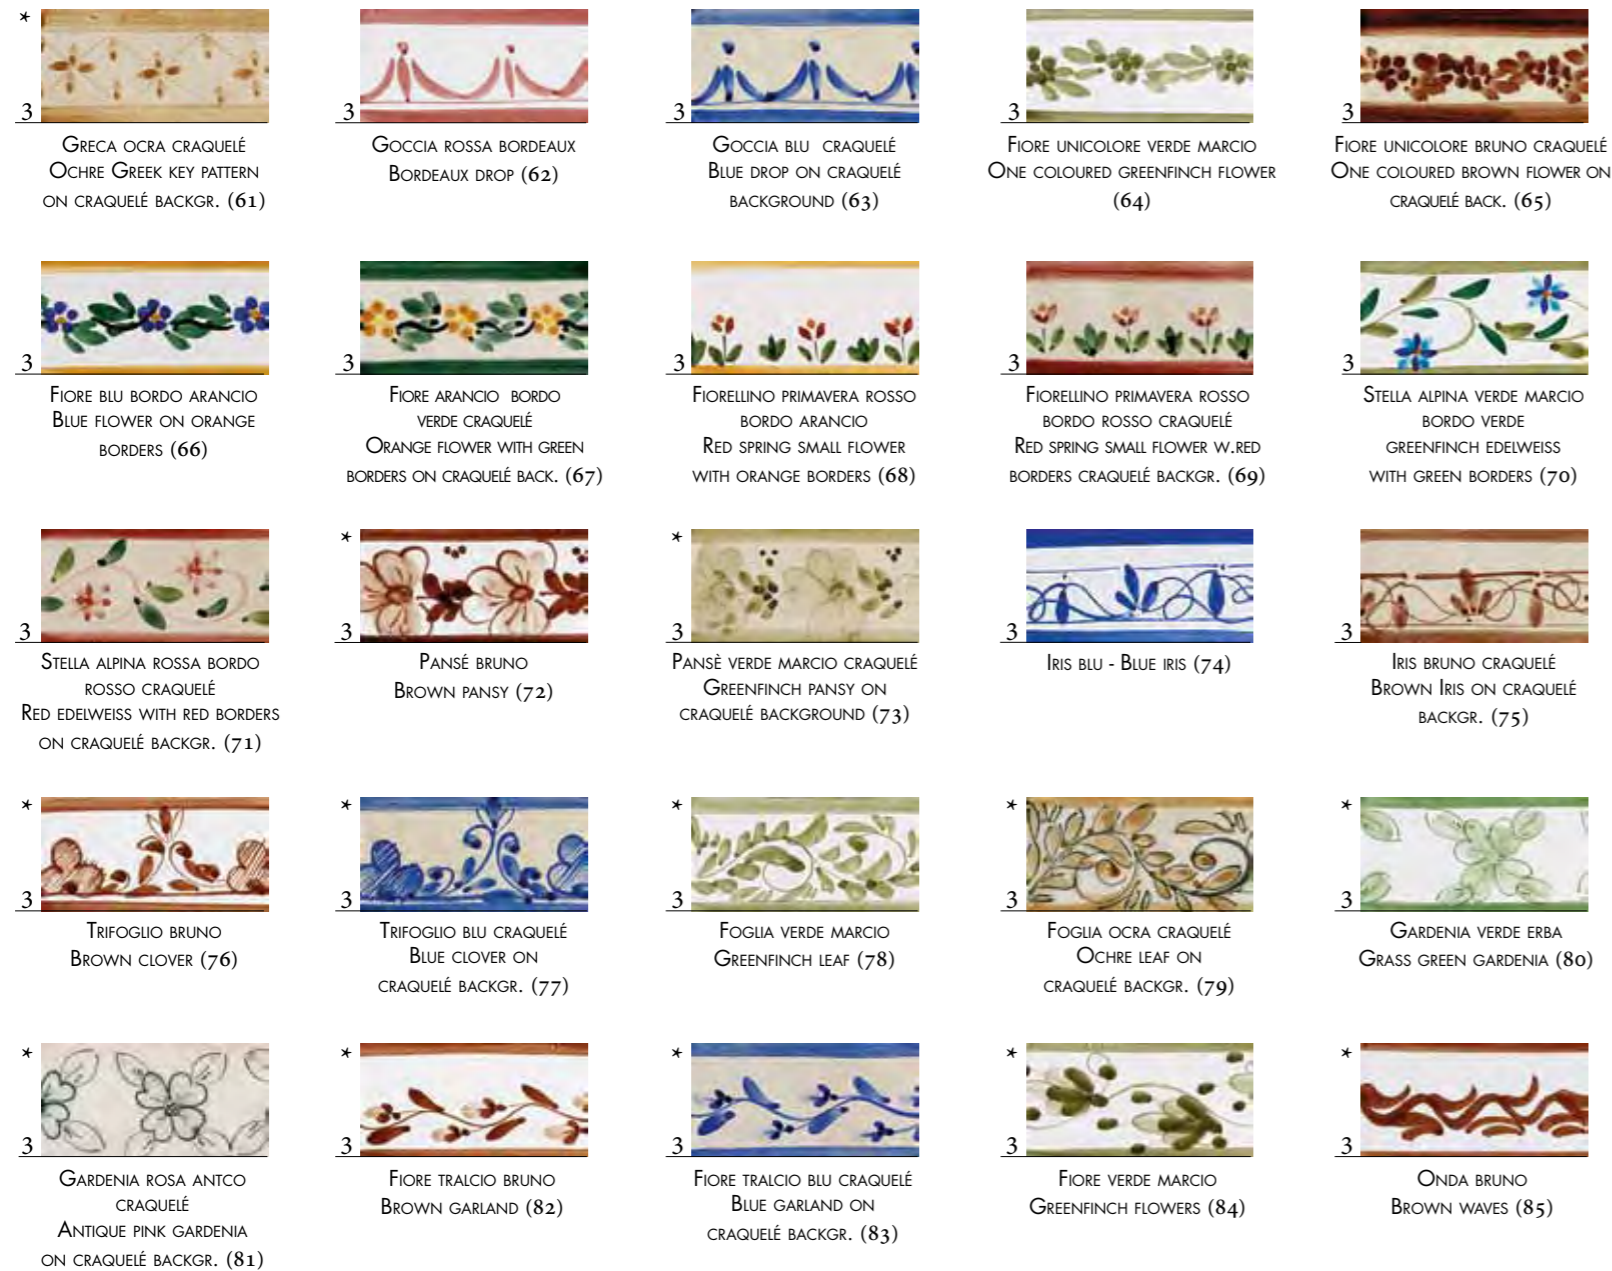 *
3
Greca ocra craquelé
Ochre Greek key pattern
on craquelé backgr. (61)
3
Goccia rossa bordeaux
Bordeaux drop (62)
3
Goccia blu craquelé
Blue drop on craquelé
background (63)
3
Fiore unicolore verde marcio
One coloured greenfinch flower
(64)
3
Fiore unicolore bruno craquelé
One coloured brown flower on
craquelé back. (65)
3
Fiore blu bordo arancio
Blue flower on orange
borders (66)
3
Fiore arancio bordo
verde craquelé
Orange flower with green
borders on craquelé back. (67)
3
Fiorellino primavera rosso
bordo arancio
Red spring small flower
with orange borders (68)
3
Fiorellino primavera rosso
bordo rosso craquelé
Red spring small flower w.red
borders craquelé backgr. (69)
3
Stella alpina verde marcio
bordo verde
greenfinch edelweiss
with green borders (70)
3
Stella alpina rossa bordo
rosso craquelé
Red edelweiss with red borders
on craquelé backgr. (71)
*
3
Pansé bruno
Brown pansy (72)
*
3
Pansè verde marcio craquelé
Greenfinch pansy on
craquelé background (73)
3
Iris blu - Blue iris (74)
3
Iris bruno craquelé
Brown Iris on craquelé
backgr. (75)
*
3
Trifoglio bruno
Brown clover (76)
*
3
Trifoglio blu craquelé
Blue clover on
craquelé backgr. (77)
*
3
Foglia verde marcio
Greenfinch leaf (78)
*
3
Foglia ocra craquelé
Ochre leaf on
craquelé backgr. (79)
*
3
Gardenia verde erba
Grass green gardenia (80)
*
3
Gardenia rosa antco
craquelé
Antique pink gardenia
on craquelé backgr. (81)
*
3
Fiore tralcio bruno
Brown garland (82)
*
3
Fiore tralcio blu craquelé
Blue garland on
craquelé backgr. (83)
*
3
Fiore verde marcio
Greenfinch flowers (84)
*
3
Onda bruno
Brown waves (85)